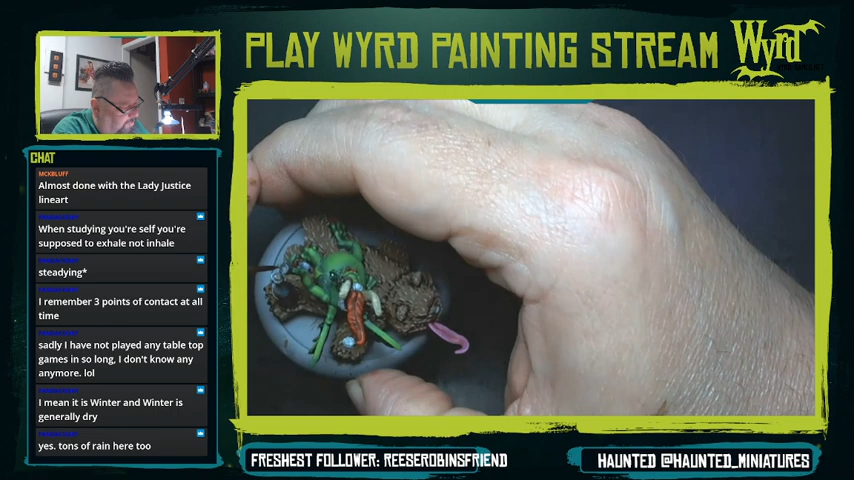 PLAY WYRD PAINTING STREAM
Wyrd
CHAT
MCKBLUFF
Almost done with the Lady Justice
lineart
When studying you're self you're
supposed to exhale not inhale
steadying*
I remember 3 points of contact at all
time
sadly I have not played any table top
games in so long, I don't know any
anymore. lol
I mean it is Winter and Winter is
generally dry
yes. tons of rain here too
FRESHEST FOLLOWER: REESEROBINSFRIEND
HAUNTED @HAUNTED_MINIATURES